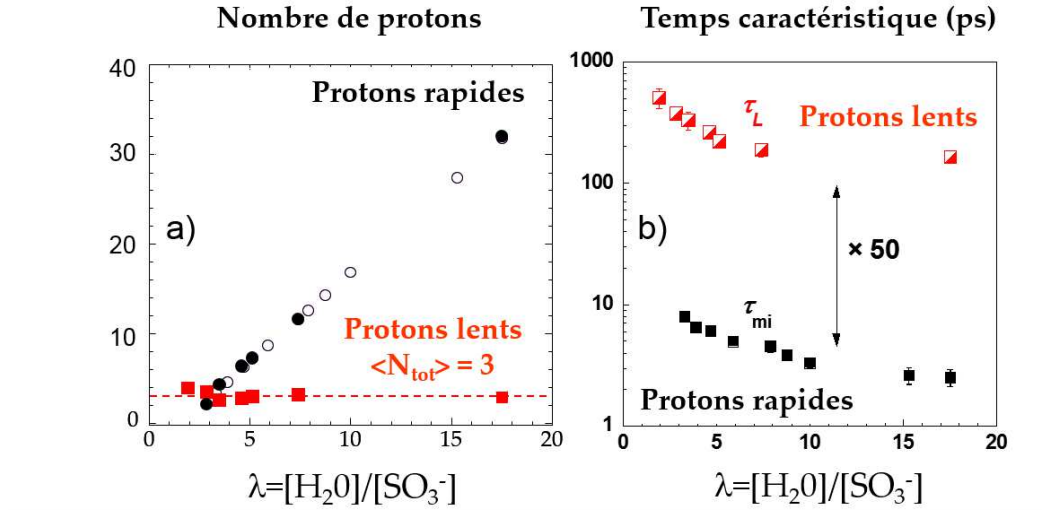 Nombre de protons
40
30
20
10
0
Protons rapides
a)
Protons lents
<Nₜₒₜ> = 3
0 5 10 15 20
λ=[H₂0]/[SO₃⁻]
Temps caractéristique (ps)
1000
100
10
1
τL
Protons lents
b)
× 50
τmi
Protons rapides
0 5 10 15 20
λ=[H₂0]/[SO₃⁻]